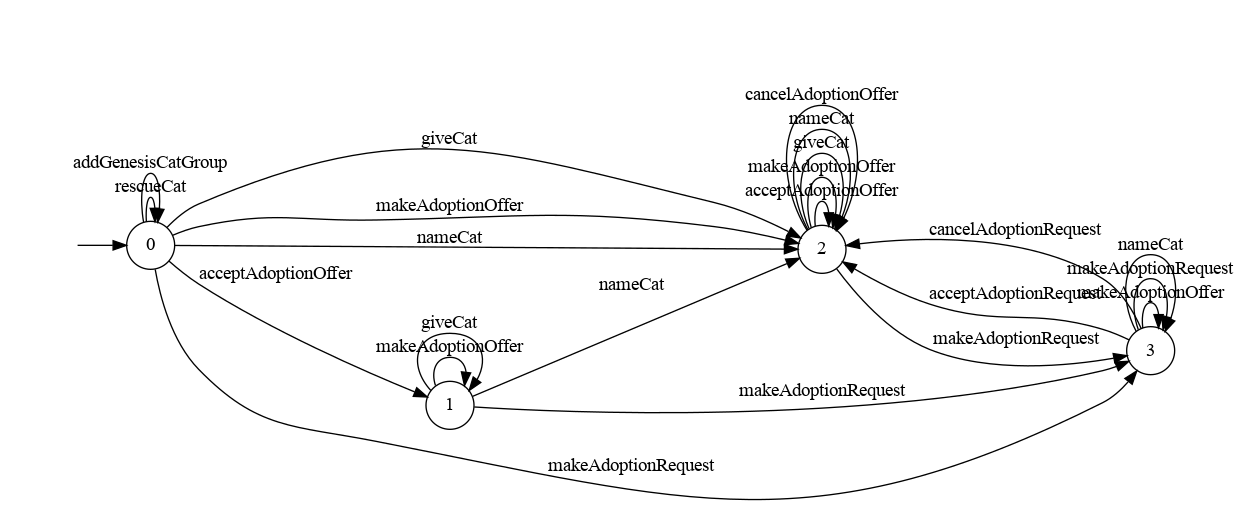 cancelAdoptionOffer
nameCat
giveCat
makeAdoptionOffer
acceptAdoptionOffer
giveCat
addGenesisCatGroup
rescueCat
makeAdoptionOffer
nameCat
0
2
acceptAdoptionOffer
nameCat
cancelAdoptionRequest
nameCat
makeAdoptionRequest
makeAdoptionOffer
acceptAdoptionRequest
makeAdoptionRequest
3
giveCat
makeAdoptionOffer
1
makeAdoptionRequest
makeAdoptionRequest